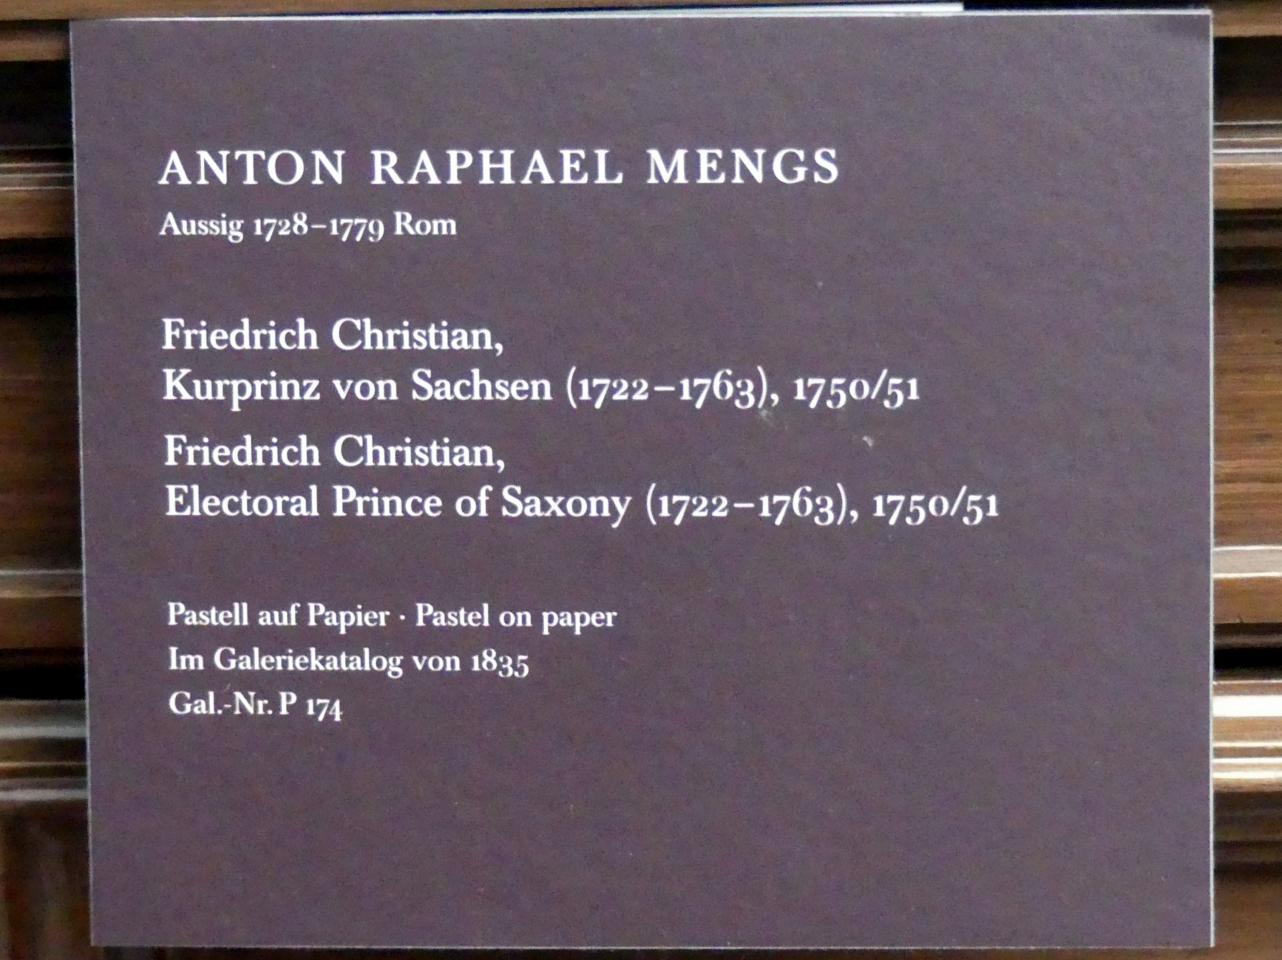 ANTON RAPHAEL MENGS
Aussig 1728–1779 Rom
Friedrich Christian,
Kurprinz von Sachsen (1722–1763), 1750/51
Friedrich Christian,
Electoral Prince of Saxony (1722–1763), 1750/51
Pastell auf Papier · Pastel on paper
Im Galeriekatalog von 1835
Gal.-Nr. P 174